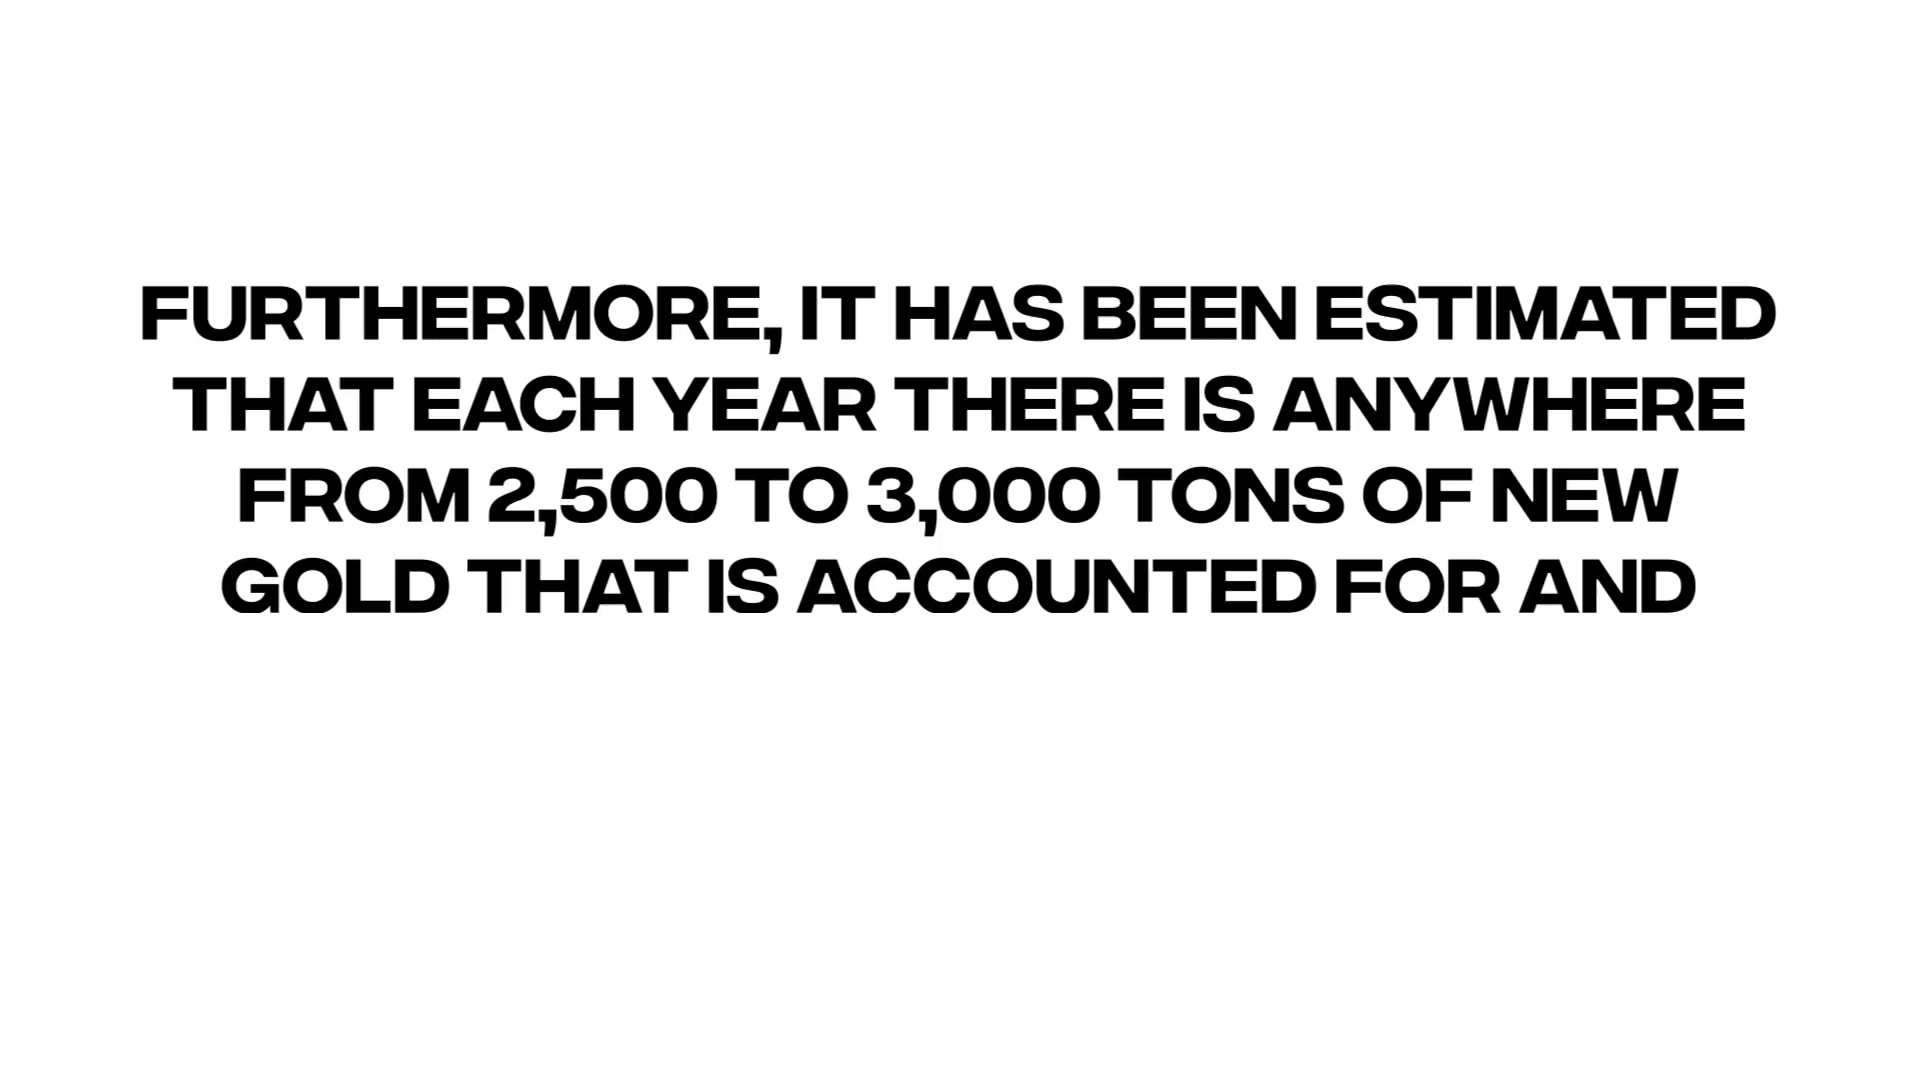 FURTHERMORE, IT HAS BEEN ESTIMATED
THAT EACH YEAR THERE IS ANYWHERE
FROM 2,500 TO 3,000 TONS OF NEW
GOLD THAT IS ACCOUNTED FOR AND